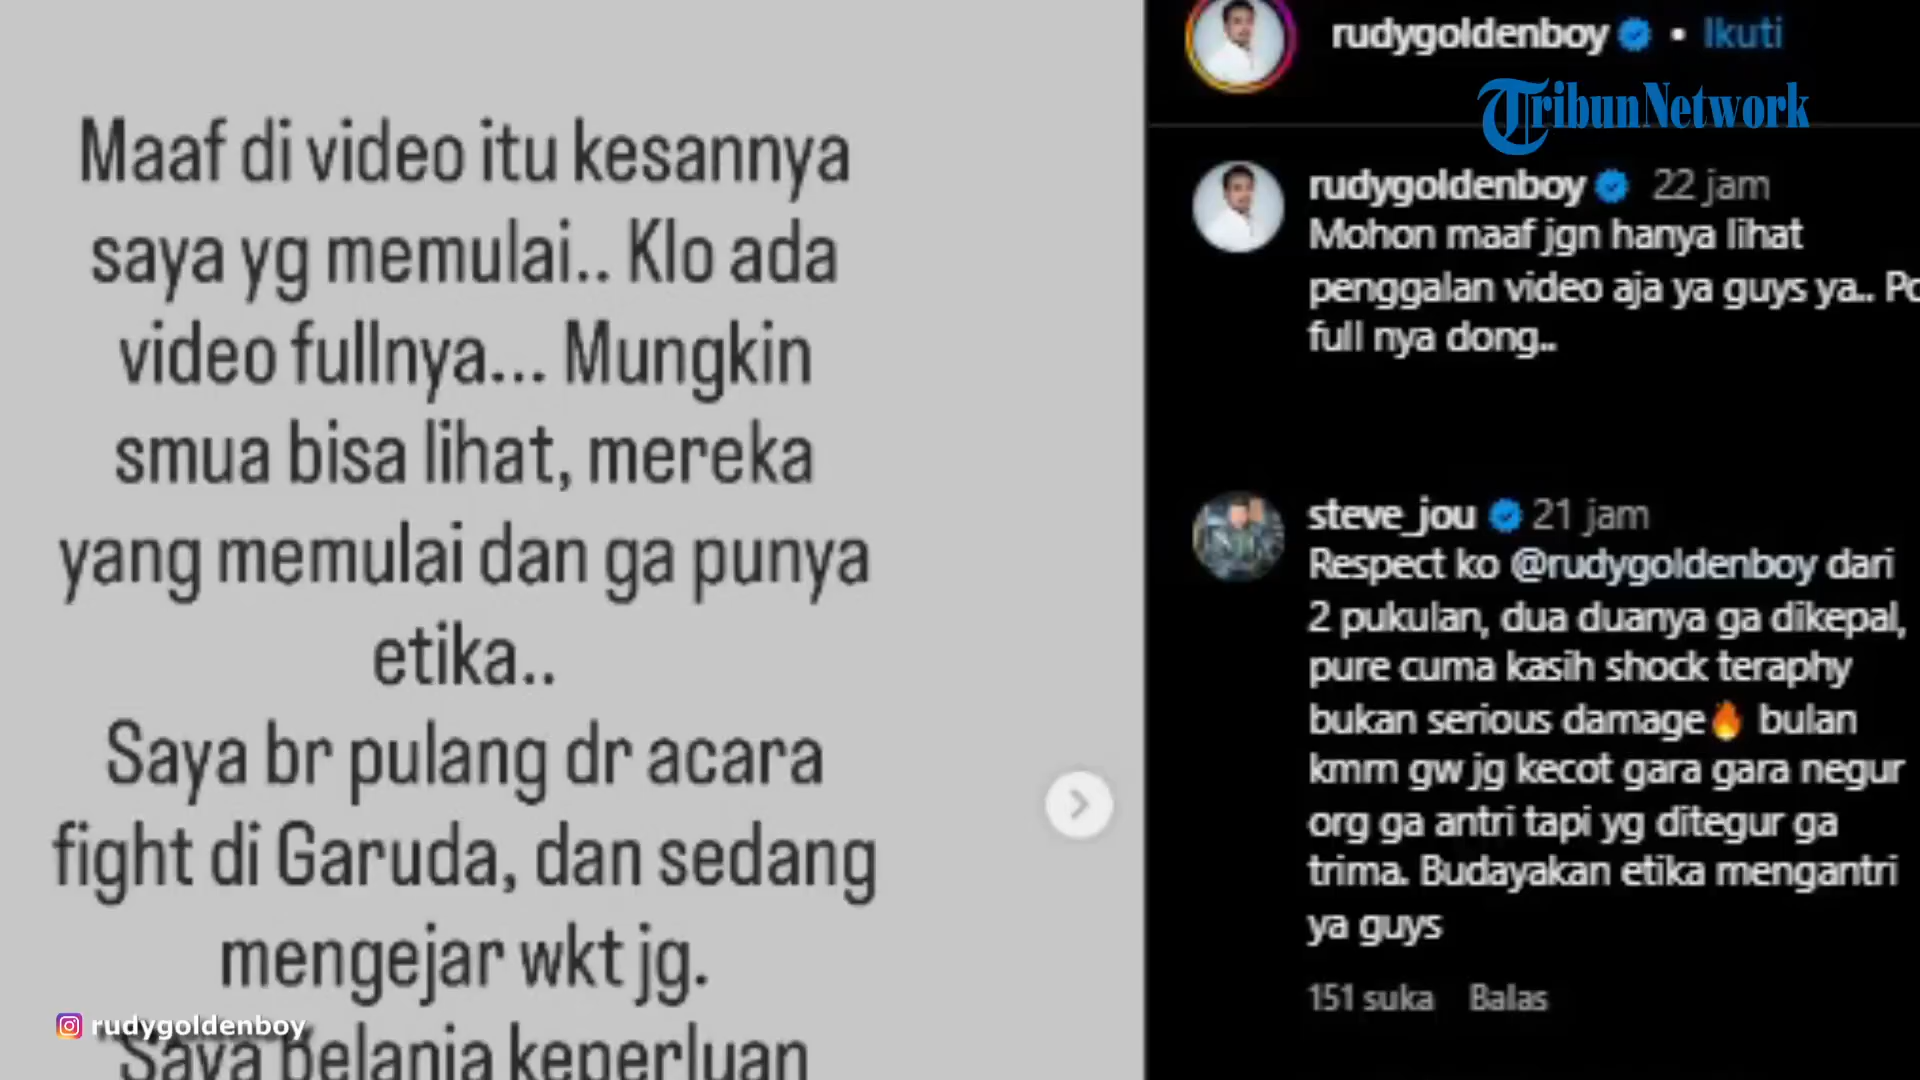 Maaf di video itu kesannya
saya yg memulai.. Klo ada
video fullnya... Mungkin
smua bisa lihat, mereka
yang memulai dan ga punya
etika..
Saya br pulang dr acara
fight di Garuda, dan sedang
mengejar wkt jg.
Saya belanja keperluan
rudygoldenboy
rudygoldenboy • Ikuti
TribunNetwork
rudygoldenboy 22 jam
Mohon maaf jgn hanya lihat
penggalan video aja ya guys ya..
full nya dong..
steve_jou 21 jam
Respect ko @rudygoldenboy dari
2 pukulan, dua duanya ga dikepal,
pure cuma kasih shock teraphy
bukan serious damage🔥 bulan
kmrn gw jg kecot gara gara negur
org ga antri tapi yg ditegur ga
trima. Budayakan etika mengantri
ya guys
151 suka Balas